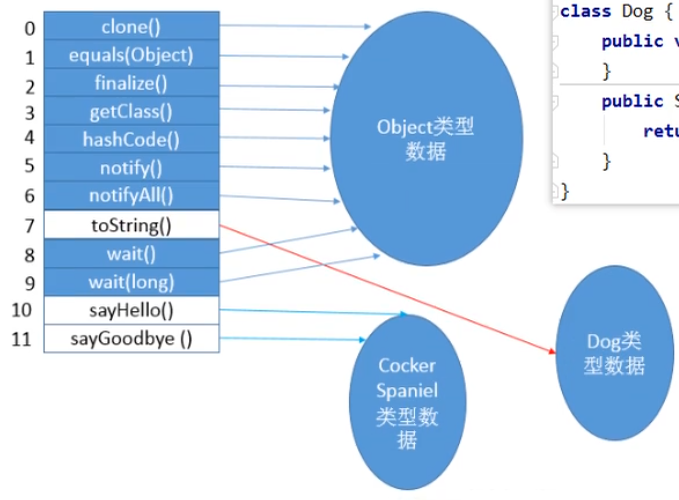 0 clone()
1 equals(Object)
2 finalize()
3 getClass()
4 hashCode()
5 notify()
6 notifyAll()
7 toString()
8 wait()
9 wait(long)
10 sayHello()
11 sayGoodbye ()
Object类型
数据
Cocker
Spaniel
类型数
据
Dog类
型数据
class Dog {
public
}
public
}
}